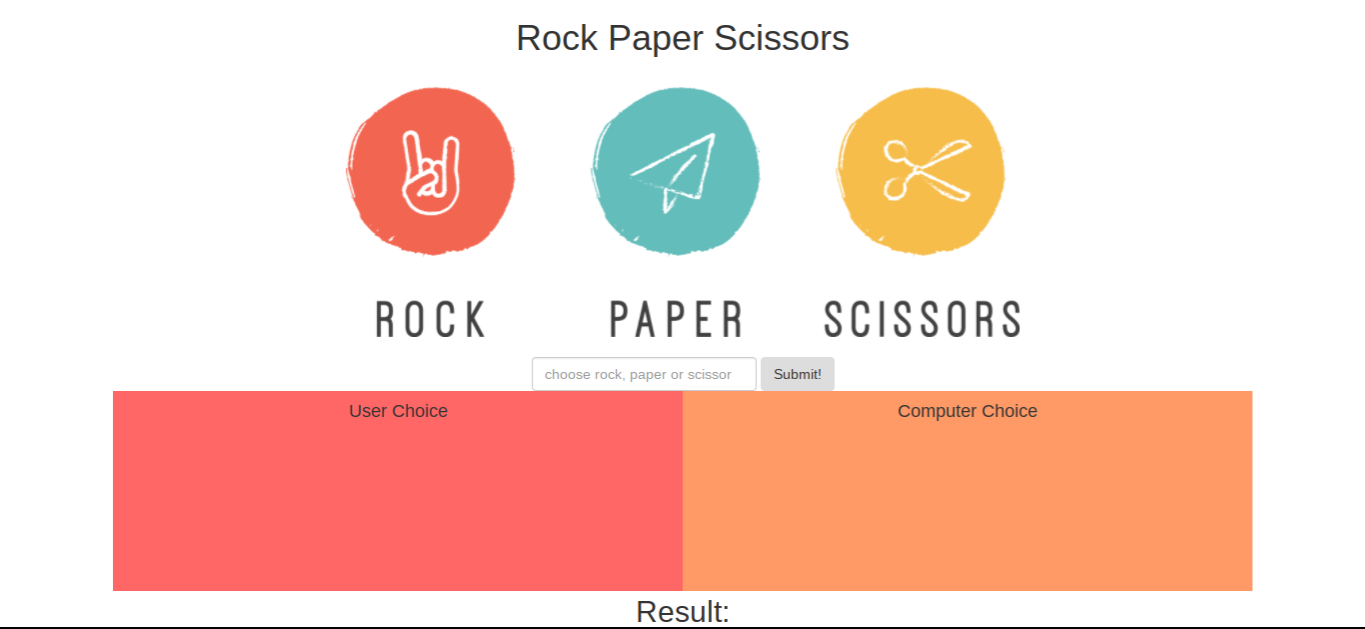 Rock Paper Scissors
ROCK PAPER SCISSORS
choose rock, paper or scissor Submit!
User Choice Computer Choice
Result: